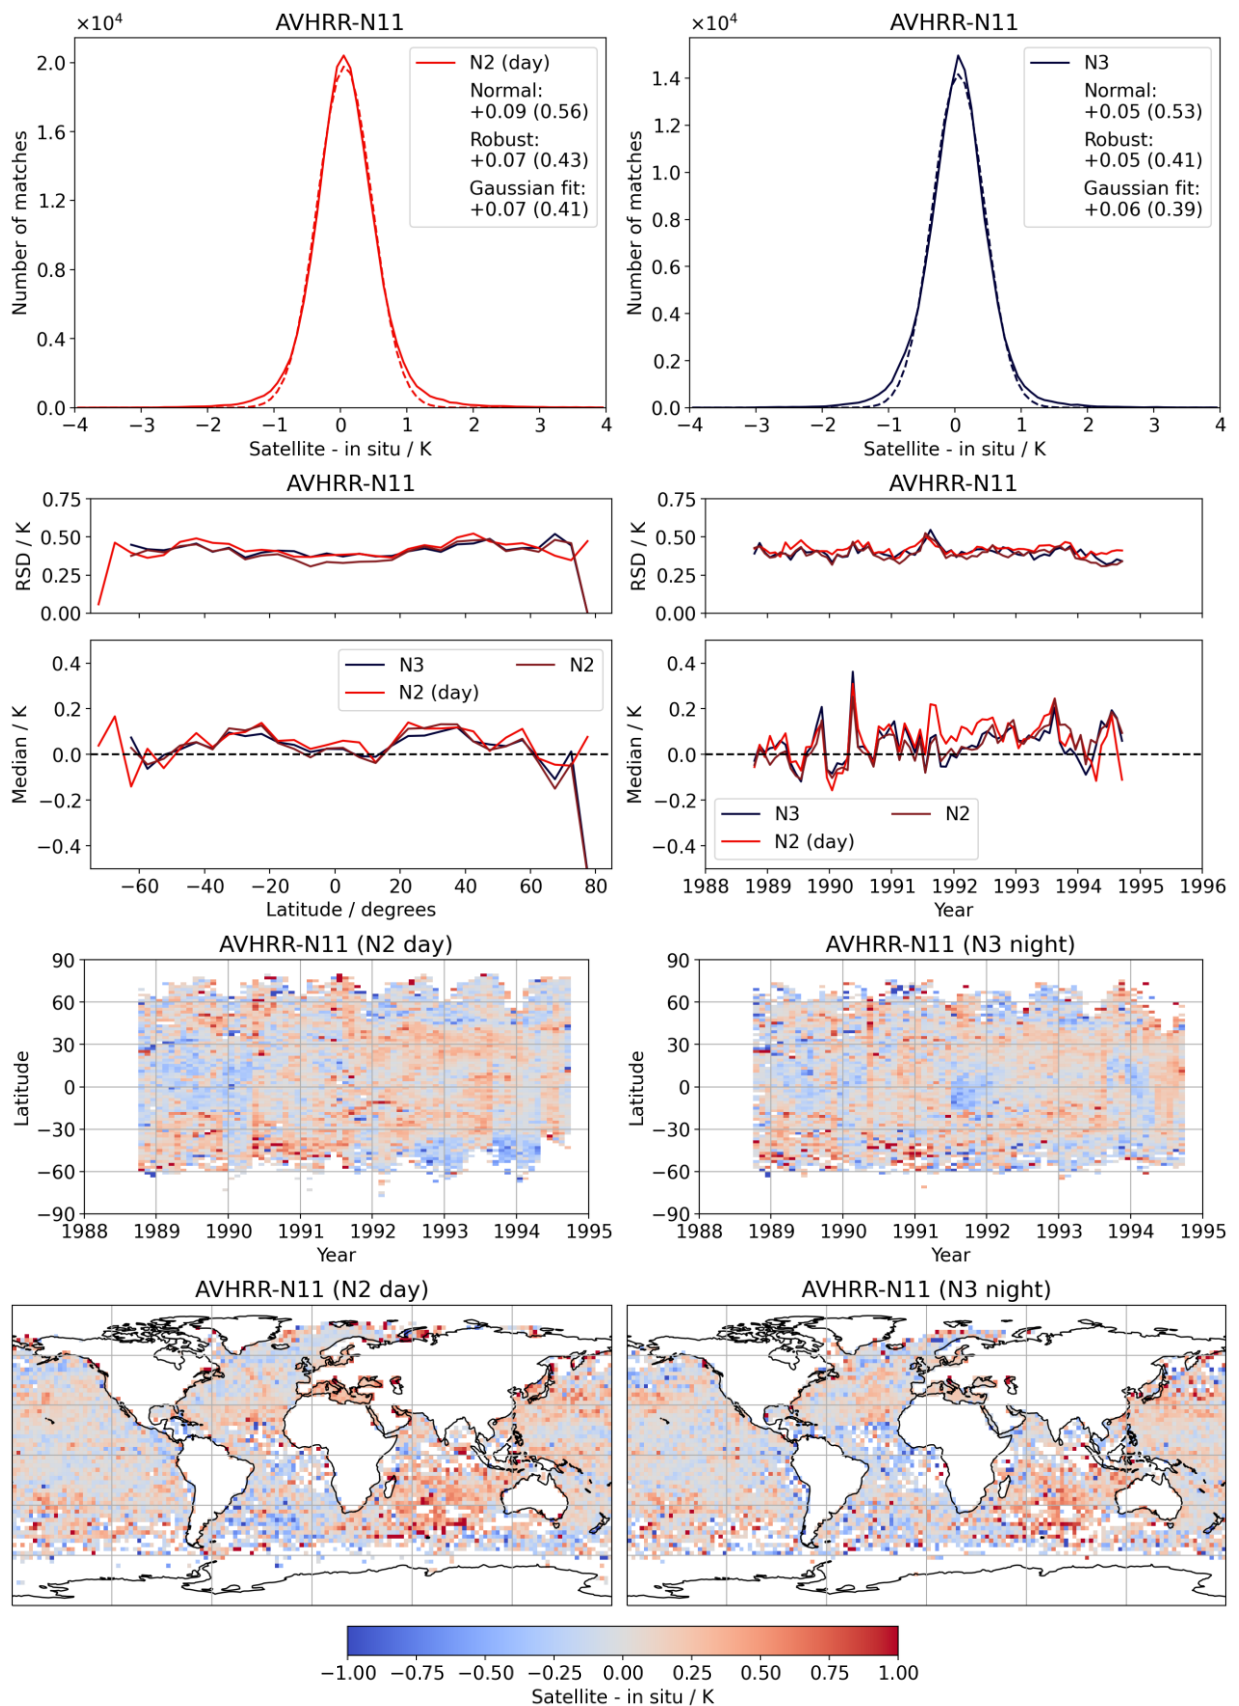 AVHRR-N11
×10⁴
Number of matches
2.0
1.6
1.2
0.8
0.4
0.0
N2 (day)
Normal:
+0.09 (0.56)
Robust:
+0.07 (0.43)
Gaussian fit:
+0.07 (0.41)
−4 −3 −2 −1 0 1 2 3 4
Satellite - in situ / K
AVHRR-N11
×10⁴
Number of matches
1.4
1.2
1.0
0.8
0.6
0.4
0.2
0.0
N3
Normal:
+0.05 (0.53)
Robust:
+0.05 (0.41)
Gaussian fit:
+0.06 (0.39)
−4 −3 −2 −1 0 1 2 3 4
Satellite - in situ / K
AVHRR-N11
RSD / K
0.75
0.50
0.25
0.00
Median / K
0.4
0.2
0.0
−0.2
−0.4
N3 N2
N2 (day)
−60 −40 −20 0 20 40 60 80
Latitude / degrees
AVHRR-N11
RSD / K
0.75
0.50
0.25
0.00
Median / K
0.4
0.2
0.0
−0.2
−0.4
N3 N2
N2 (day)
1988 1989 1990 1991 1992 1993 1994 1995 1996
Year
AVHRR-N11 (N2 day)
Latitude
90
60
30
0
−30
−60
−90
1988 1989 1990 1991 1992 1993 1994 1995
Year
AVHRR-N11 (N3 night)
Latitude
90
60
30
0
−30
−60
−90
1988 1989 1990 1991 1992 1993 1994 1995
Year
AVHRR-N11 (N2 day)
AVHRR-N11 (N3 night)
−1.00 −0.75 −0.50 −0.25 0.00 0.25 0.50 0.75 1.00
Satellite - in situ / K